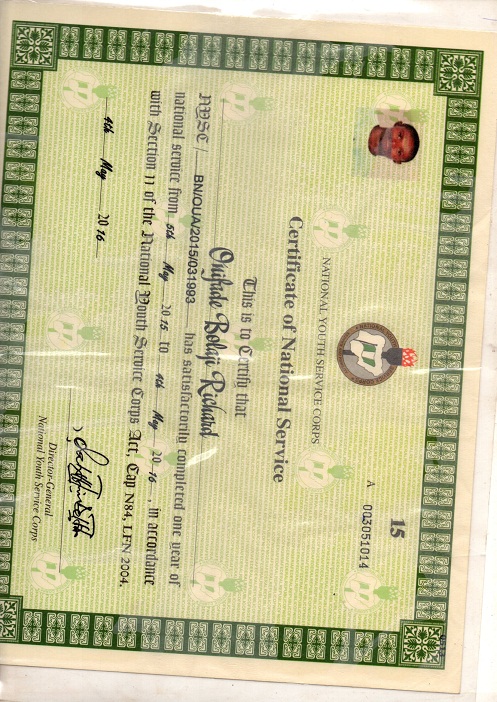 15
A 003051014
NATIONAL YOUTH SERVICE CORPS
Certificate of National Service
This is to Certify that
Onifade Bolaji Richard
NYSC/ BN/OUA/2015/031993 has satisfactorily completed one year of
national service from 5th May 2015 to 4th May 2016, in accordance
with Section 11 of the National Youth Service Corps Act, Cap N84, LFN 2004.
4th May 2016
Director-General
National Youth Service Corps